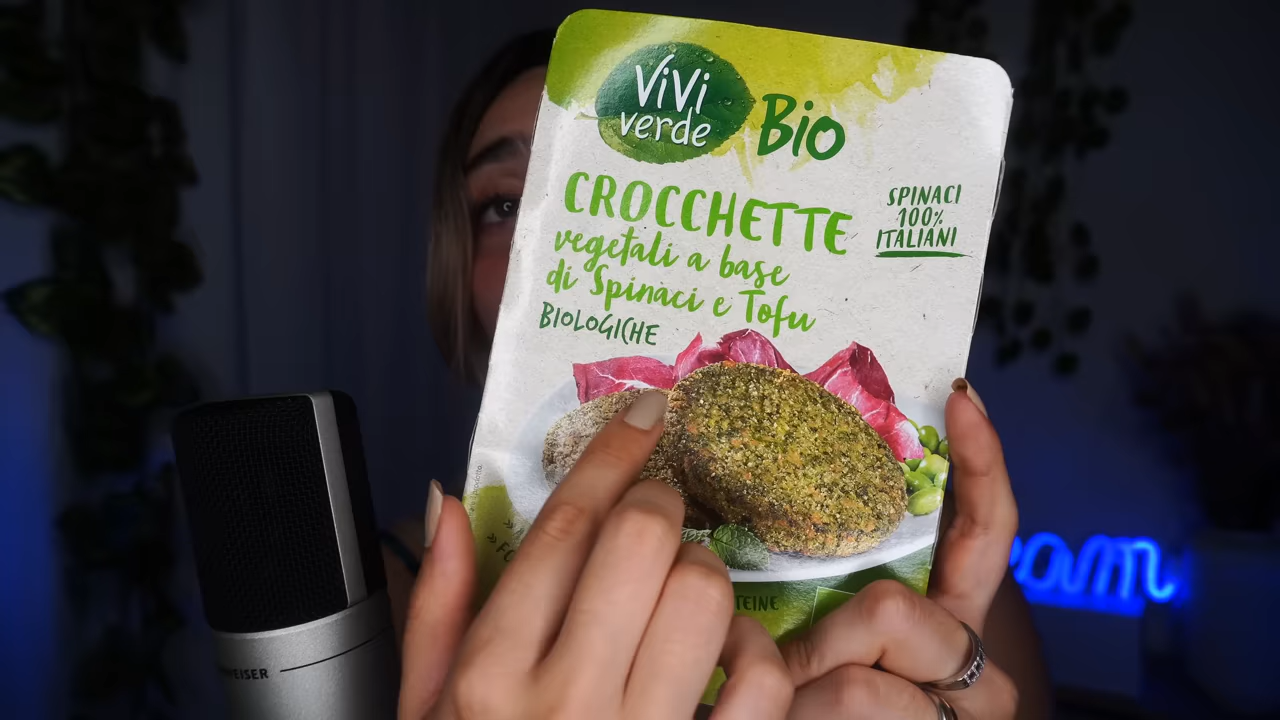 ViVi
verde
Bio
CROCCHETTE
vegetali a base
di Spinaci e Tofu
BIOLOGICHE
SPINACI
100%
ITALIANI